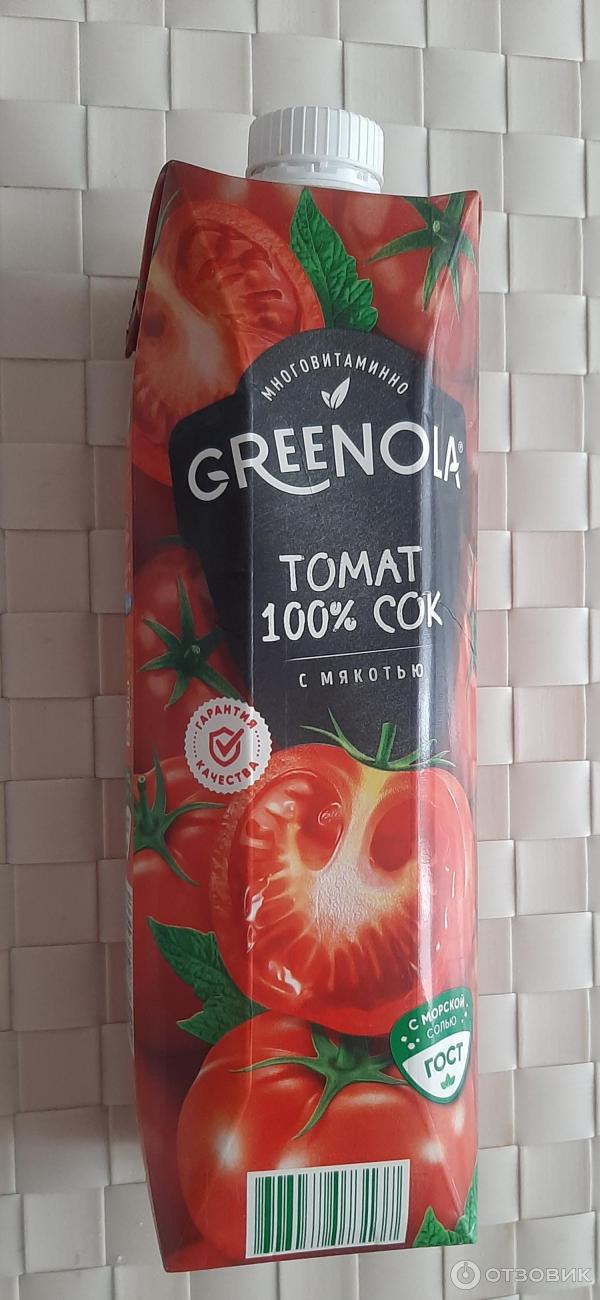 МНОГОВИТАМИННО
GREENOLA®
ТОМАТ
100% СОК
С МЯКОТЬЮ
ГАРАНТИЯ
КАЧЕСТВА
С МОРСКОЙ
СОЛЬЮ
ГОСТ
ОТЗОВИК